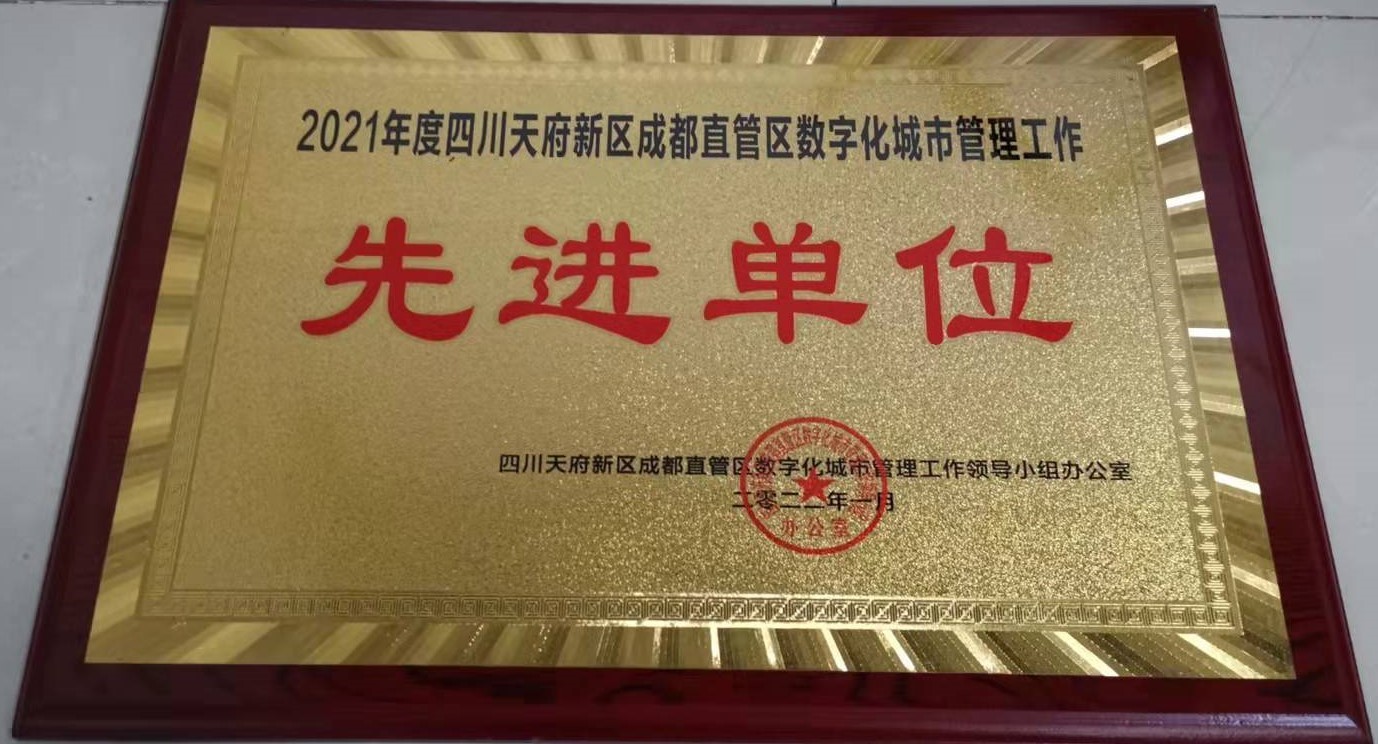 2021年度四川天府新区成都直管区数字化城市管理工作
先进单位
四川天府新区成都直管区数字化城市管理工作领导小组办公室
二零二二年一月
办公室